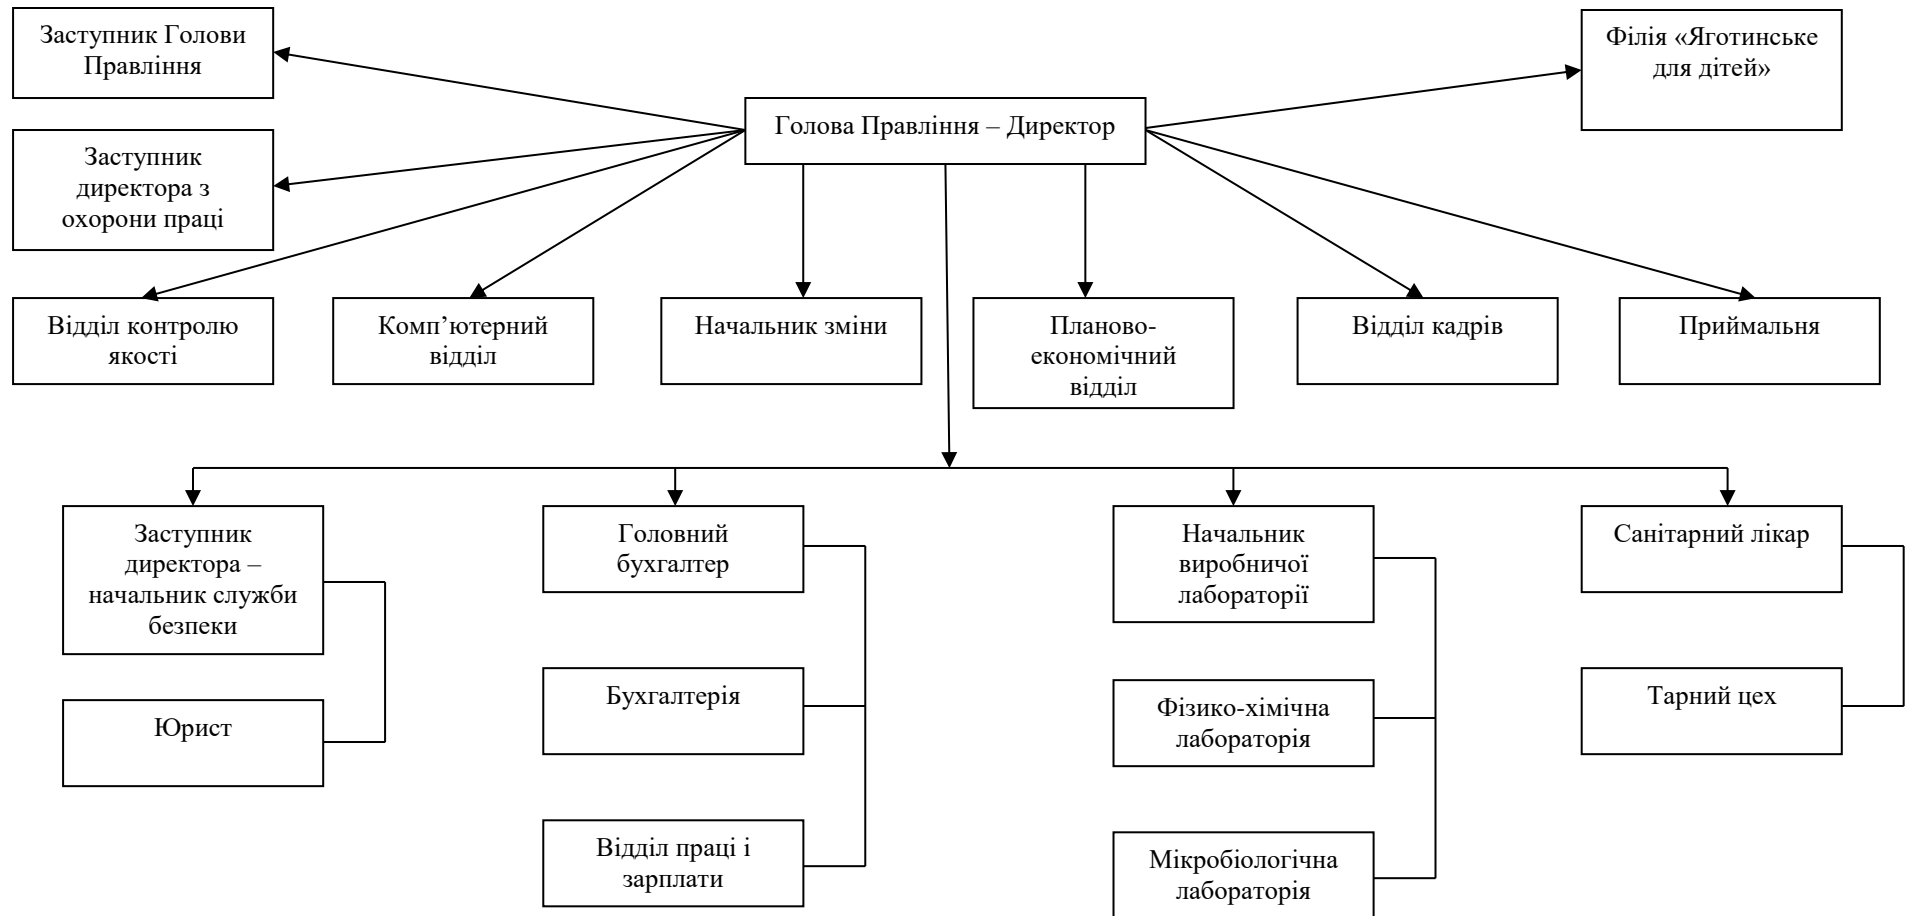 Заступник Голови
Правління
Філія «Яготинське
для дітей»
Голова Правління – Директор
Заступник
директора з
охорони праці
Відділ контролю
якості
Комп’ютерний
відділ
Начальник зміни
Планово-
економічний
відділ
Відділ кадрів
Приймальня
Заступник
директора –
начальник служби
безпеки
Головний
бухгалтер
Начальник
виробничої
лабораторії
Санітарний лікар
Юрист
Бухгалтерія
Фізико-хімічна
лабораторія
Тарний цех
Відділ праці і
зарплати
Мікробіологічна
лабораторія